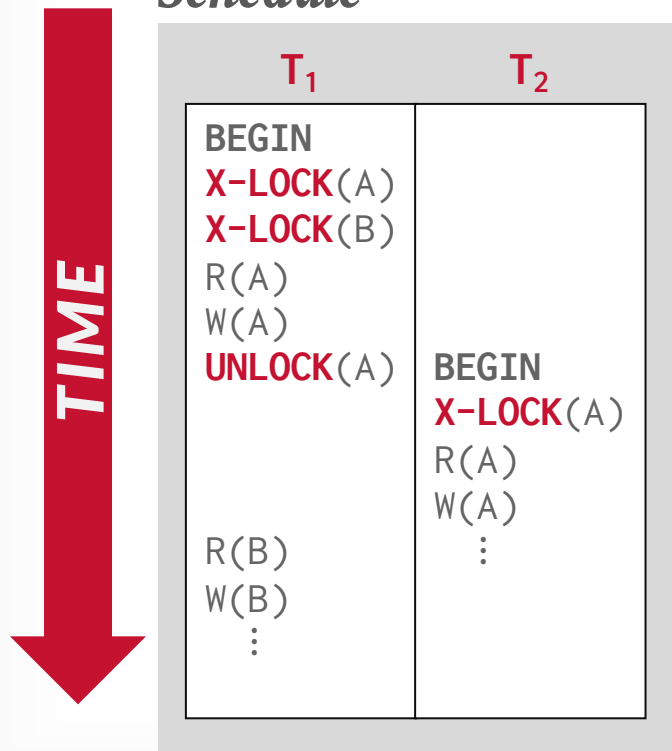 Schedule
TIME
T₁ T₂
BEGIN
X-LOCK(A)
X-LOCK(B)
R(A)
W(A)
UNLOCK(A) BEGIN
X-LOCK(A)
R(A)
W(A)
R(B) ⋮
W(B)
⋮